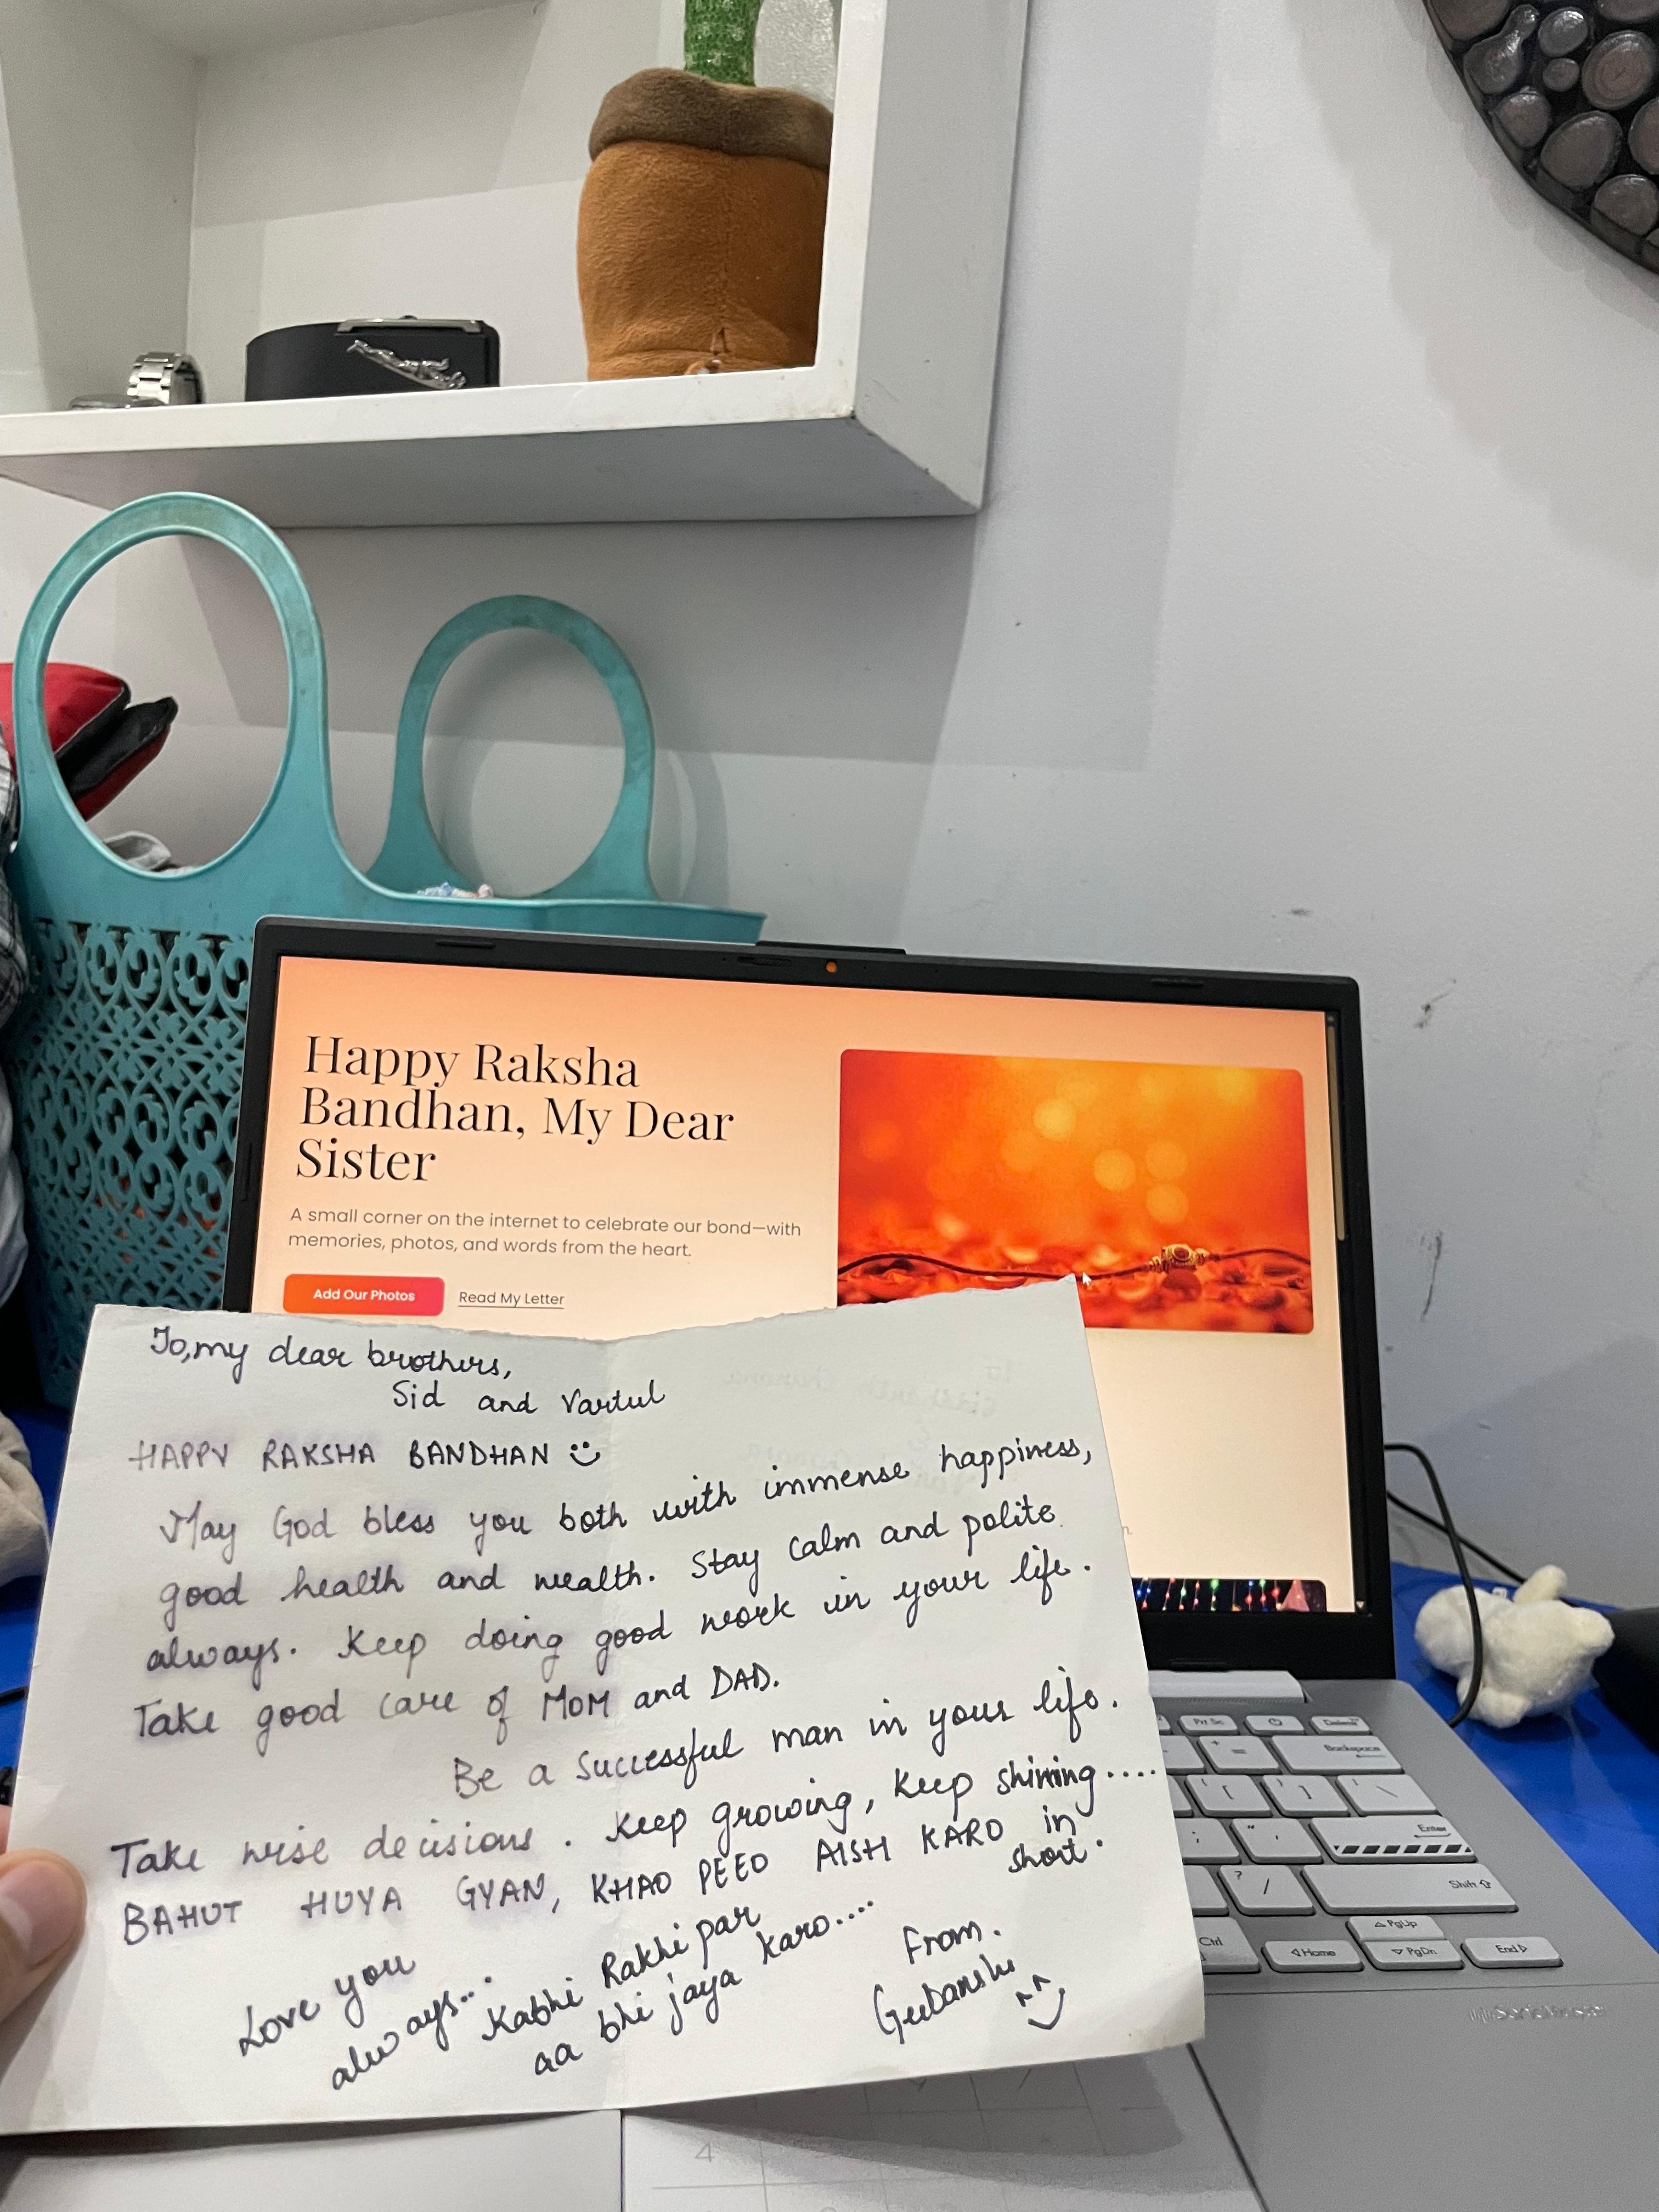 Happy Raksha
Bandhan, My Dear
Sister
A small corner on the internet to celebrate our bond—with
memories, photos, and words from the heart.
Add Our Photos
Read My Letter
To, my dear brothers,
Sid and Vartul
HAPPY RAKSHA BANDHAN
May God bless you both with immense happiness,
good health and wealth. Stay calm and polite
always. Keep doing good work in your life.
Take good care of MOM and DAD.
Be a successful man in your life.
Take wise decisions. Keep growing, keep shining....
BAHUT HUYA GYAN, KHAO PEEO AISH KARO in
short.
Love you
always...
Kabhi Rakhi par
aa bhi jaya karo....
From.
Geetanshi
Prt Sc
Delete
Backspace
Enter
Shift
Ctrl
Home
PgUp
PgDn
End
4